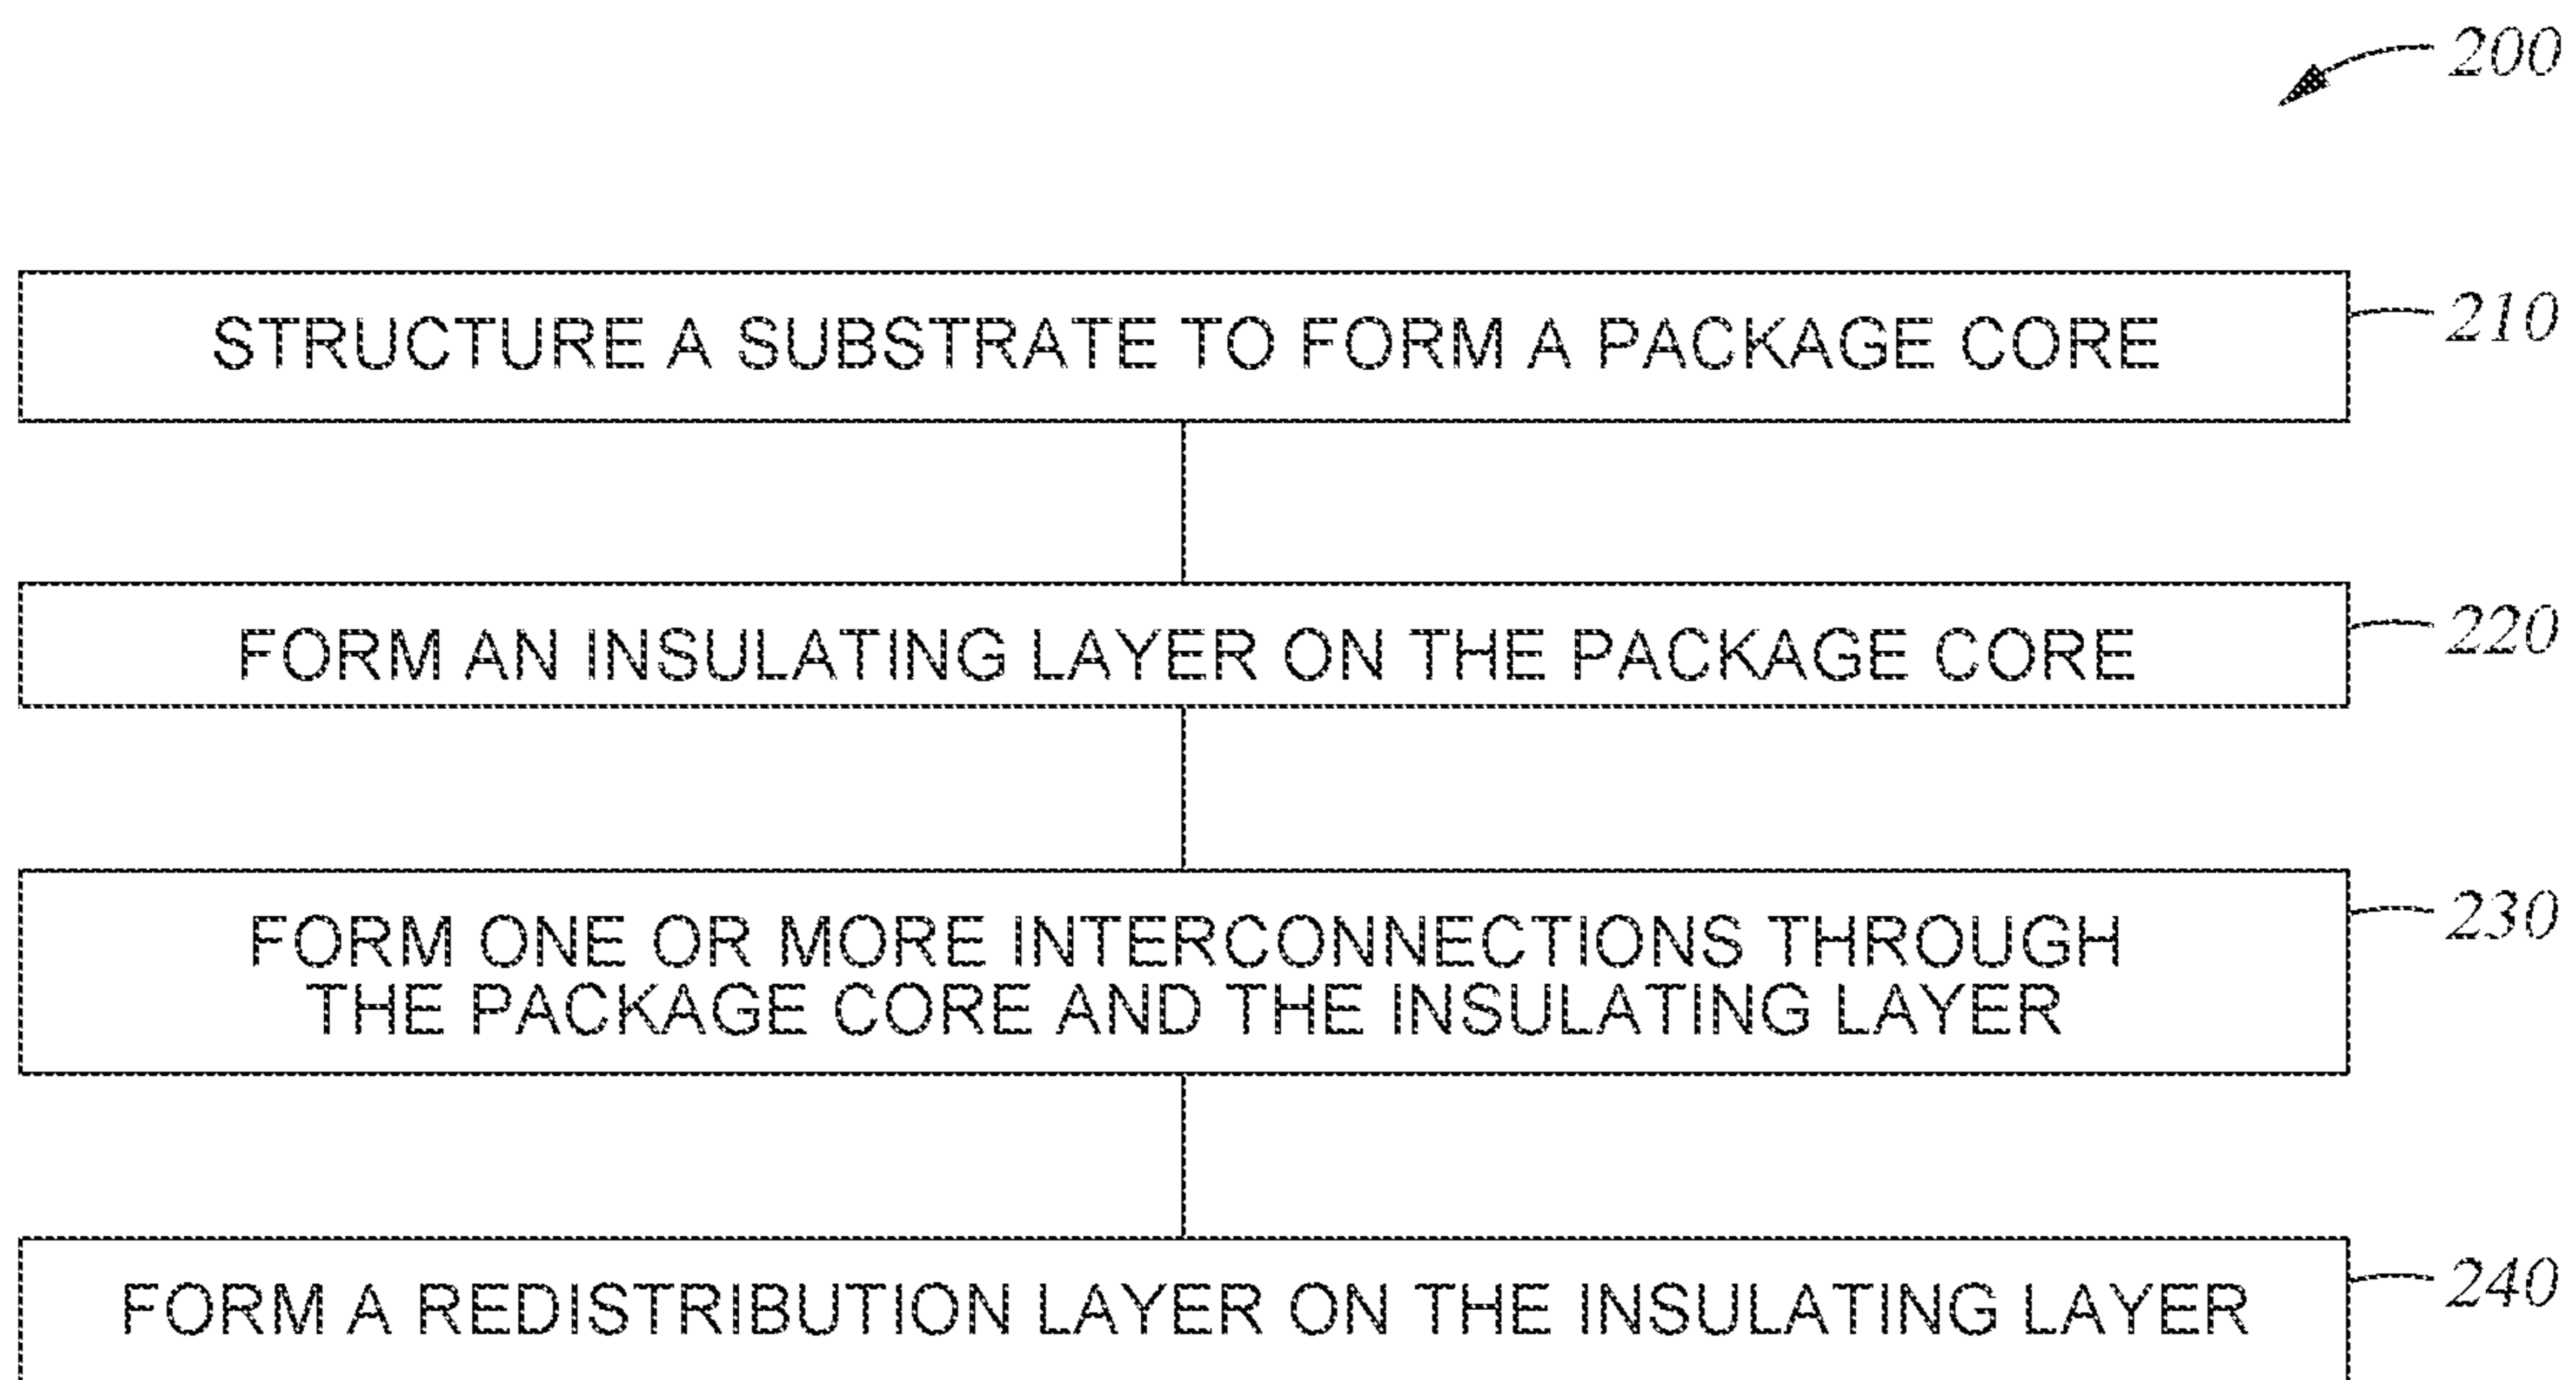 200
STRUCTURE A SUBSTRATE TO FORM A PACKAGE CORE 210
FORM AN INSULATING LAYER ON THE PACKAGE CORE 220
FORM ONE OR MORE INTERCONNECTIONS THROUGH 230
THE PACKAGE CORE AND THE INSULATING LAYER
FORM A REDISTRIBUTION LAYER ON THE INSULATING LAYER 240